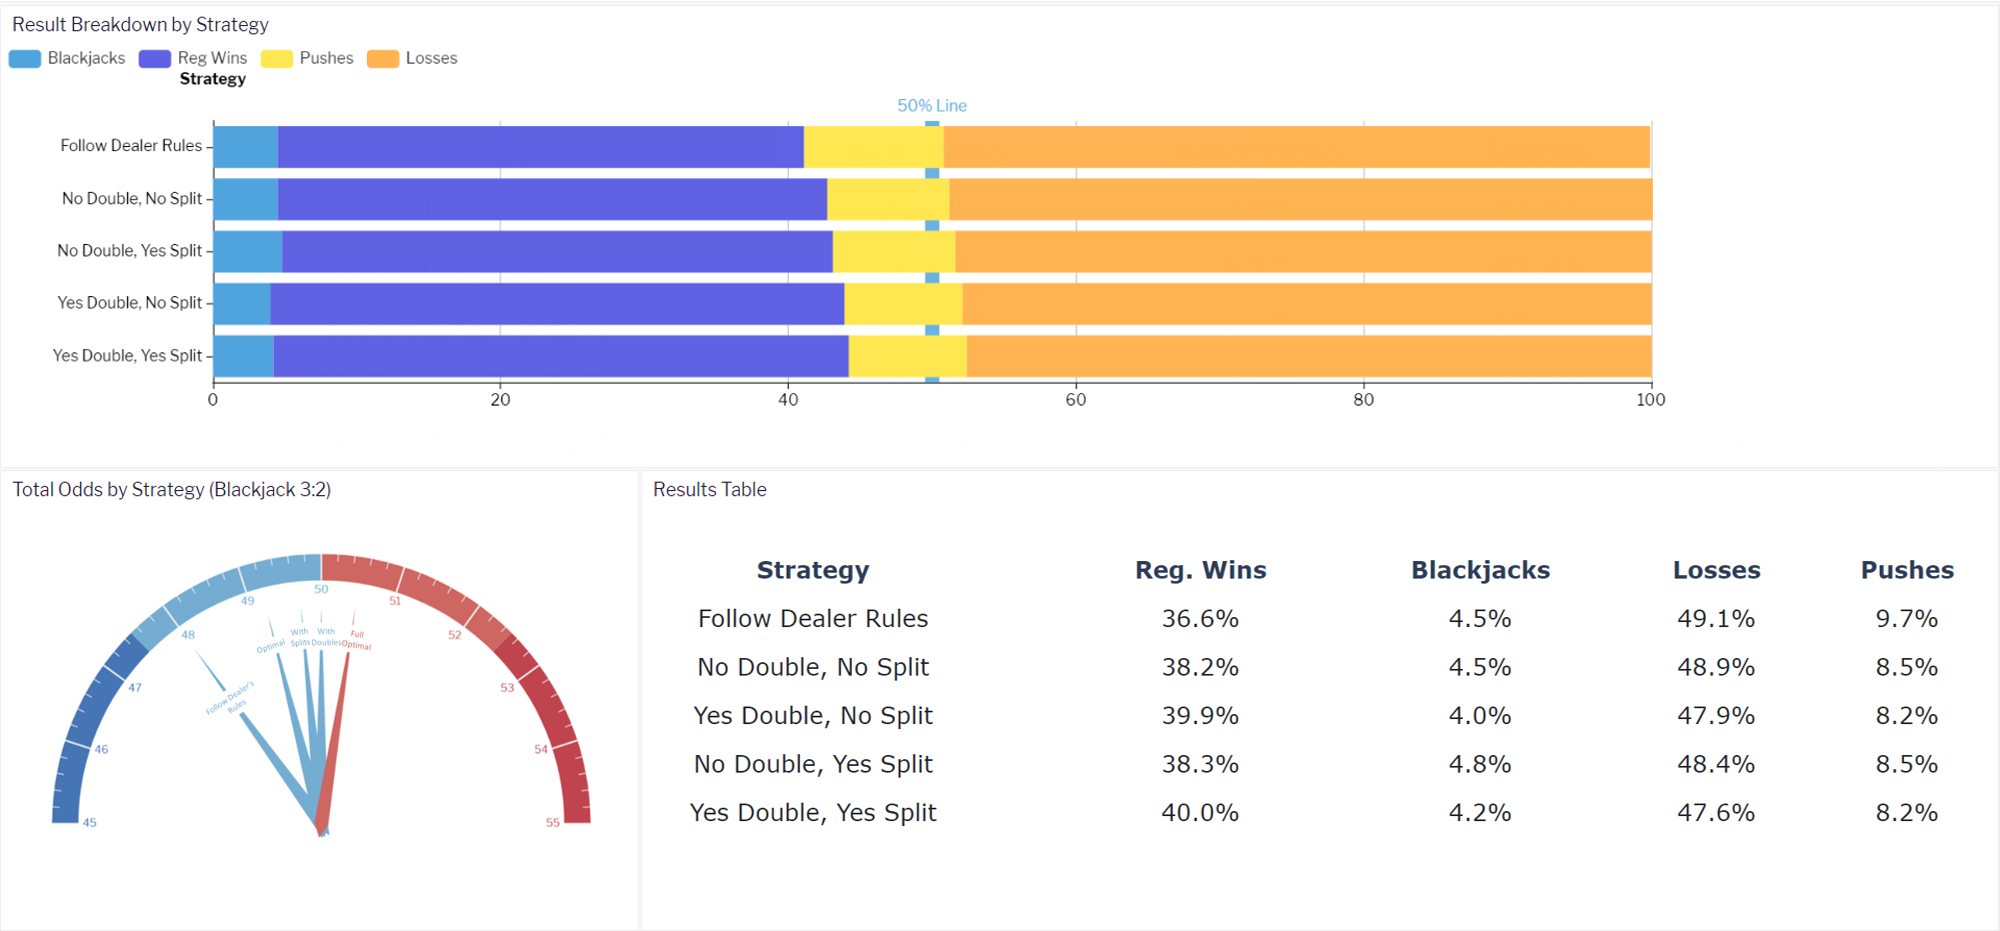 Result Breakdown by Strategy
Blackjacks Reg Wins Pushes Losses
Strategy
50% Line
Follow Dealer Rules
No Double, No Split
No Double, Yes Split
Yes Double, No Split
Yes Double, Yes Split
0 20 40 60 80 100
Total Odds by Strategy (Blackjack 3:2)
45
46
47
48
49
50
51
52
53
54
55
Follow Dealer's
Rules
Optimal
With
Splits
With
Doubles
Full
Optimal
Results Table
Strategy Reg. Wins Blackjacks Losses Pushes
Follow Dealer Rules 36.6% 4.5% 49.1% 9.7%
No Double, No Split 38.2% 4.5% 48.9% 8.5%
Yes Double, No Split 39.9% 4.0% 47.9% 8.2%
No Double, Yes Split 38.3% 4.8% 48.4% 8.5%
Yes Double, Yes Split 40.0% 4.2% 47.6% 8.2%